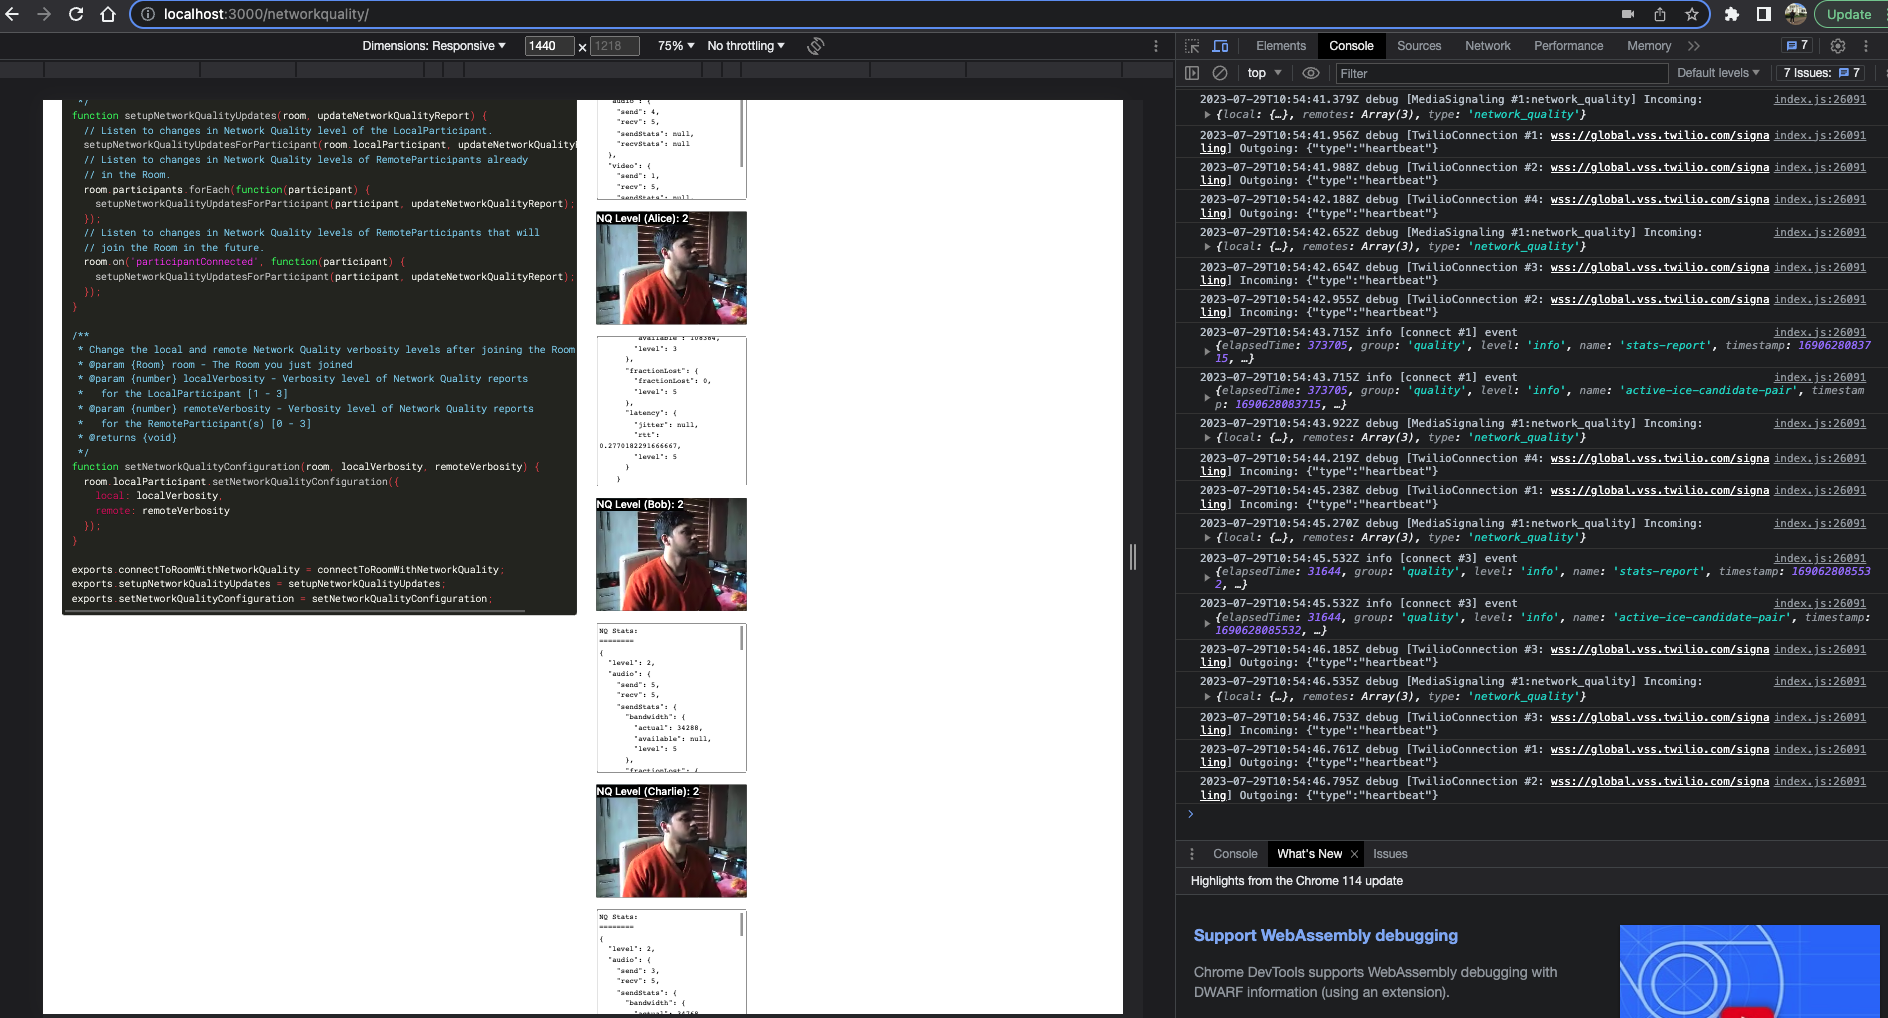 localhost:3000/networkquality/
Update
Dimensions: Responsive
1440 × 1218
75%
No throttling
*/
function setupNetworkQualityUpdates(room, updateNetworkQualityReport) {
// Listen to changes in Network Quality level of the LocalParticipant.
setupNetworkQualityUpdatesForParticipant(room.localParticipant, updateNetworkQuality
// Listen to changes in Network Quality levels of RemoteParticipants already
// in the Room.
room.participants.forEach(function(participant) {
setupNetworkQualityUpdatesForParticipant(participant, updateNetworkQualityReport);
});
// Listen to changes in Network Quality levels of RemoteParticipants that will
// join the Room in the future.
room.on('participantConnected', function(participant) {
setupNetworkQualityUpdatesForParticipant(participant, updateNetworkQualityReport);
});
}
/**
* Change the local and remote Network Quality verbosity levels after joining the Room
* @param {Room} room - The Room you just joined
* @param {number} localVerbosity - Verbosity level of Network Quality reports
*   for the LocalParticipant [1 - 3]
* @param {number} remoteVerbosity - Verbosity level of Network Quality reports
*   for the RemoteParticipant(s) [0 - 3]
* @returns {void}
*/
function setNetworkQualityConfiguration(room, localVerbosity, remoteVerbosity) {
room.localParticipant.setNetworkQualityConfiguration({
local: localVerbosity,
remote: remoteVerbosity
});
}
exports.connectToRoomWithNetworkQuality = connectToRoomWithNetworkQuality;
exports.setupNetworkQualityUpdates = setupNetworkQualityUpdates;
exports.setNetworkQualityConfiguration = setNetworkQualityConfiguration;
"audio": {
"send": 4,
"recv": 5,
"sendStats": null,
"recvStats": null
},
"video": {
"send": 1,
"recv": 5,
"sendStats": null,
NQ Level (Alice): 2
"available": 108384,
"level": 3
},
"fractionLost": {
"fractionLost": 0,
"level": 5
},
"latency": {
"jitter": null,
"rtt":
0.2770182291666667,
"level": 5
}
}
NQ Level (Bob): 2
NQ Stats:
========
{
"level": 2,
"audio": {
"send": 5,
"recv": 5,
"sendStats": {
"bandwidth": {
"actual": 34288,
"available": null,
"level": 5
},
"fractionLost": {
NQ Level (Charlie): 2
NQ Stats:
========
{
"level": 2,
"audio": {
"send": 3,
"recv": 5,
"sendStats": {
"bandwidth": {
Elements Console Sources Network Performance Memory 7
top Filter Default levels 7 Issues: 7
2023-07-29T10:54:41.379Z debug [MediaSignaling #1:network_quality] Incoming: index.js:26091
{local: {…}, remotes: Array(3), type: 'network_quality'}
2023-07-29T10:54:41.956Z debug [TwilioConnection #1: wss://global.vss.twilio.com/signa index.js:26091
ling] Outgoing: {"type":"heartbeat"}
2023-07-29T10:54:41.988Z debug [TwilioConnection #2: wss://global.vss.twilio.com/signa index.js:26091
ling] Outgoing: {"type":"heartbeat"}
2023-07-29T10:54:42.188Z debug [TwilioConnection #4: wss://global.vss.twilio.com/signa index.js:26091
ling] Outgoing: {"type":"heartbeat"}
2023-07-29T10:54:42.652Z debug [MediaSignaling #1:network_quality] Incoming: index.js:26091
{local: {…}, remotes: Array(3), type: 'network_quality'}
2023-07-29T10:54:42.654Z debug [TwilioConnection #3: wss://global.vss.twilio.com/signa index.js:26091
ling] Incoming: {"type":"heartbeat"}
2023-07-29T10:54:42.955Z debug [TwilioConnection #2: wss://global.vss.twilio.com/signa index.js:26091
ling] Incoming: {"type":"heartbeat"}
2023-07-29T10:54:43.715Z info [connect #1] event index.js:26091
{elapsedTime: 373705, group: 'quality', level: 'info', name: 'stats-report', timestamp: 16906280837
15, …}
2023-07-29T10:54:43.715Z info [connect #1] event index.js:26091
{elapsedTime: 373705, group: 'quality', level: 'info', name: 'active-ice-candidate-pair', timestam
p: 1690628083715, …}
2023-07-29T10:54:43.922Z debug [MediaSignaling #1:network_quality] Incoming: index.js:26091
{local: {…}, remotes: Array(3), type: 'network_quality'}
2023-07-29T10:54:44.219Z debug [TwilioConnection #4: wss://global.vss.twilio.com/signa index.js:26091
ling] Incoming: {"type":"heartbeat"}
2023-07-29T10:54:45.238Z debug [TwilioConnection #1: wss://global.vss.twilio.com/signa index.js:26091
ling] Incoming: {"type":"heartbeat"}
2023-07-29T10:54:45.270Z debug [MediaSignaling #1:network_quality] Incoming: index.js:26091
{local: {…}, remotes: Array(3), type: 'network_quality'}
2023-07-29T10:54:45.532Z info [connect #3] event index.js:26091
{elapsedTime: 31644, group: 'quality', level: 'info', name: 'stats-report', timestamp: 169062808553
2, …}
2023-07-29T10:54:45.532Z info [connect #3] event index.js:26091
{elapsedTime: 31644, group: 'quality', level: 'info', name: 'active-ice-candidate-pair', timestamp:
1690628085532, …}
2023-07-29T10:54:46.185Z debug [TwilioConnection #3: wss://global.vss.twilio.com/signa index.js:26091
ling] Outgoing: {"type":"heartbeat"}
2023-07-29T10:54:46.535Z debug [MediaSignaling #1:network_quality] Incoming: index.js:26091
{local: {…}, remotes: Array(3), type: 'network_quality'}
2023-07-29T10:54:46.753Z debug [TwilioConnection #3: wss://global.vss.twilio.com/signa index.js:26091
ling] Incoming: {"type":"heartbeat"}
2023-07-29T10:54:46.761Z debug [TwilioConnection #1: wss://global.vss.twilio.com/signa index.js:26091
ling] Outgoing: {"type":"heartbeat"}
2023-07-29T10:54:46.795Z debug [TwilioConnection #2: wss://global.vss.twilio.com/signa index.js:26091
ling] Outgoing: {"type":"heartbeat"}
Console What's New Issues
Highlights from the Chrome 114 update
Support WebAssembly debugging
Chrome DevTools supports WebAssembly debugging with
DWARF information (using an extension).